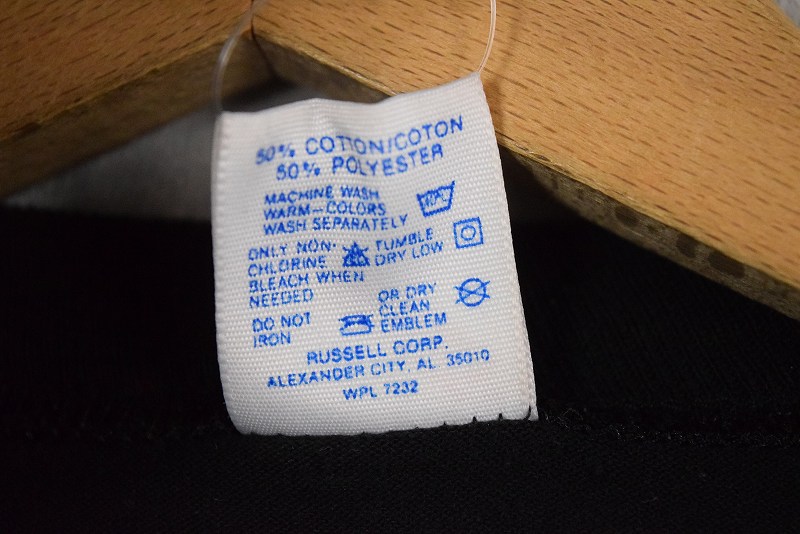 50% COTTON/COTON
50% POLYESTER
MACHINE WASH
WARM-COLORS
WASH SEPARATELY
ONLY NON-
CHLORINE
BLEACH WHEN
NEEDED
TUMBLE
DRY LOW
DO NOT
IRON
OR DRY
CLEAN
EMBLEM
RUSSELL CORP.
ALEXANDER CITY, AL 35010
WPL 7232